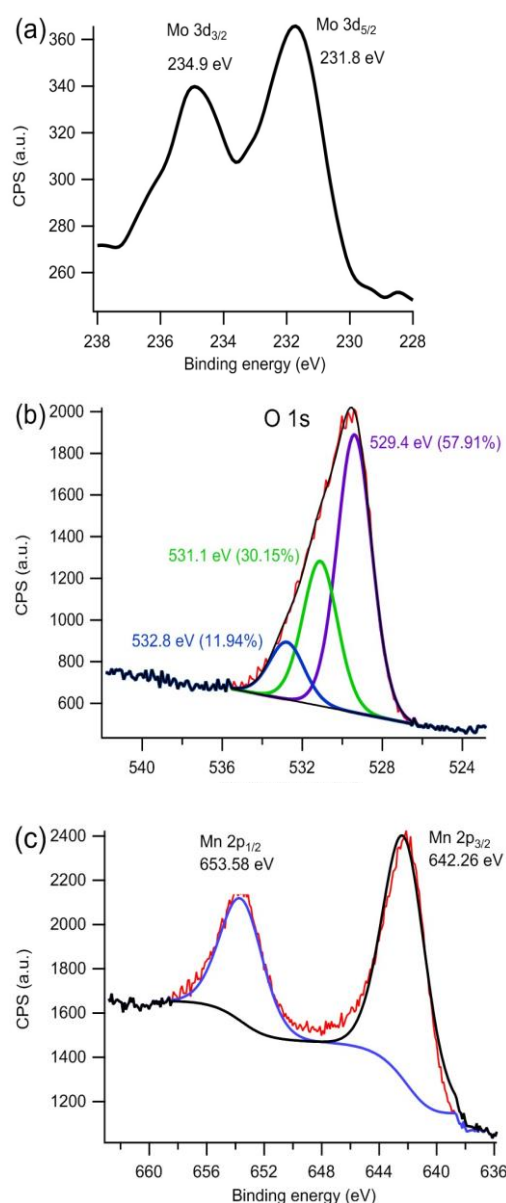 (a)
Mo 3d3/2
234.9 eV
Mo 3d5/2
231.8 eV
CPS (a.u.)
360
340
320
300
280
260
238 236 234 232 230 228
Binding energy (eV)
(b)
O 1s
529.4 eV (57.91%)
531.1 eV (30.15%)
532.8 eV (11.94%)
CPS (a.u.)
2000
1800
1600
1400
1200
1000
800
600
540 536 532 528 524
(c)
Mn 2p1/2
653.58 eV
Mn 2p3/2
642.26 eV
CPS (a.u.)
2400
2200
2000
1800
1600
1400
1200
660 656 652 648 644 640 636
Binding energy (eV)